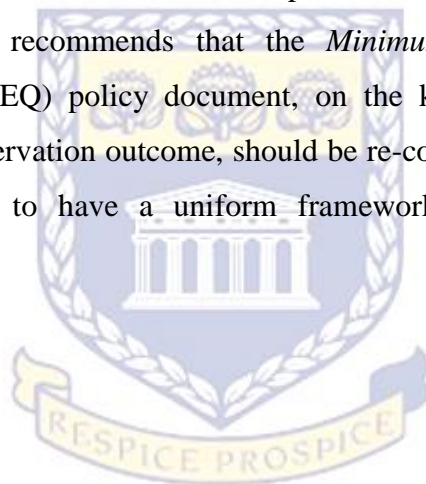 recommends that the Minimu
EQ) policy document, on the k
ervation outcome, should be re-co
to have a uniform framework
RESPICE PROSPICE